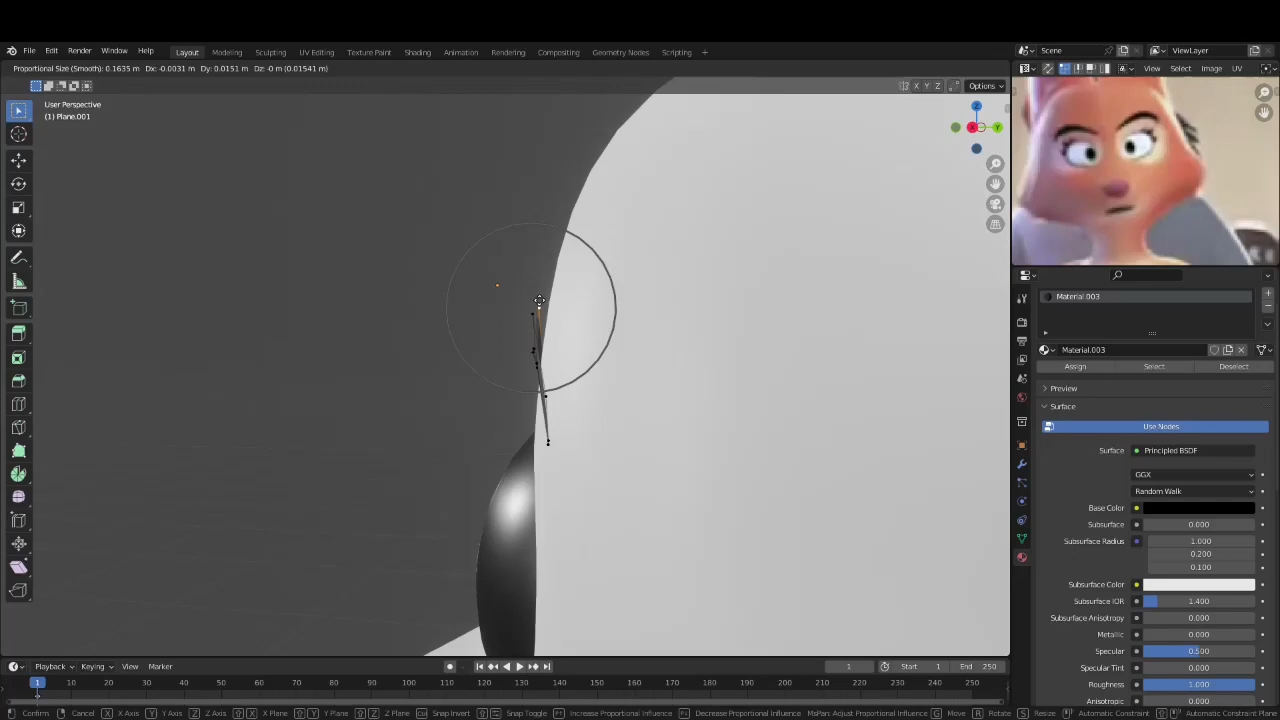 File Edit Render Window Help Layout Modeling Sculpting UV Editing Texture Paint Shading Animation Rendering Compositing Geometry Nodes Scripting + Scene ViewLayer
Proportional Size (Smooth): 0.1635 m Dx: -0.0031 m Dy: 0.0151 m Dz: -0 m (0.01541 m) View Select Image UV
X Y Z Options
User Perspective
(1) Plane.001
Z
X Y
Material.003
Material.003
Assign Select Deselect
Preview
Surface
Use Nodes
Surface Principled BSDF
GGX
Random Walk
Base Color
Subsurface 0.000
Subsurface Radius 1.000
0.200
0.100
Subsurface Color
Subsurface IOR 1.400
Subsurface Anisotropy 0.000
Metallic 0.000
Specular 0.500
Specular Tint 0.000
Roughness 1.000
Anisotropic 0.000
Playback Keying View Marker 1 Start 1 End 250
1 10 20 30 40 50 60 70 80 90 100 110 120 130 140 150 160 170 180 190 200 210 220 230 240 250
Confirm Cancel X X Axis Y Y Axis Z Z Axis X X Plane Y Y Plane Z Z Plane Snap Invert Snap Toggle Increase Proportional Influence Decrease Proportional Influence MsPan: Adjust Proportional Influence G Move R Rotate S Resize Automatic Constraint Automatic Constraint Plane